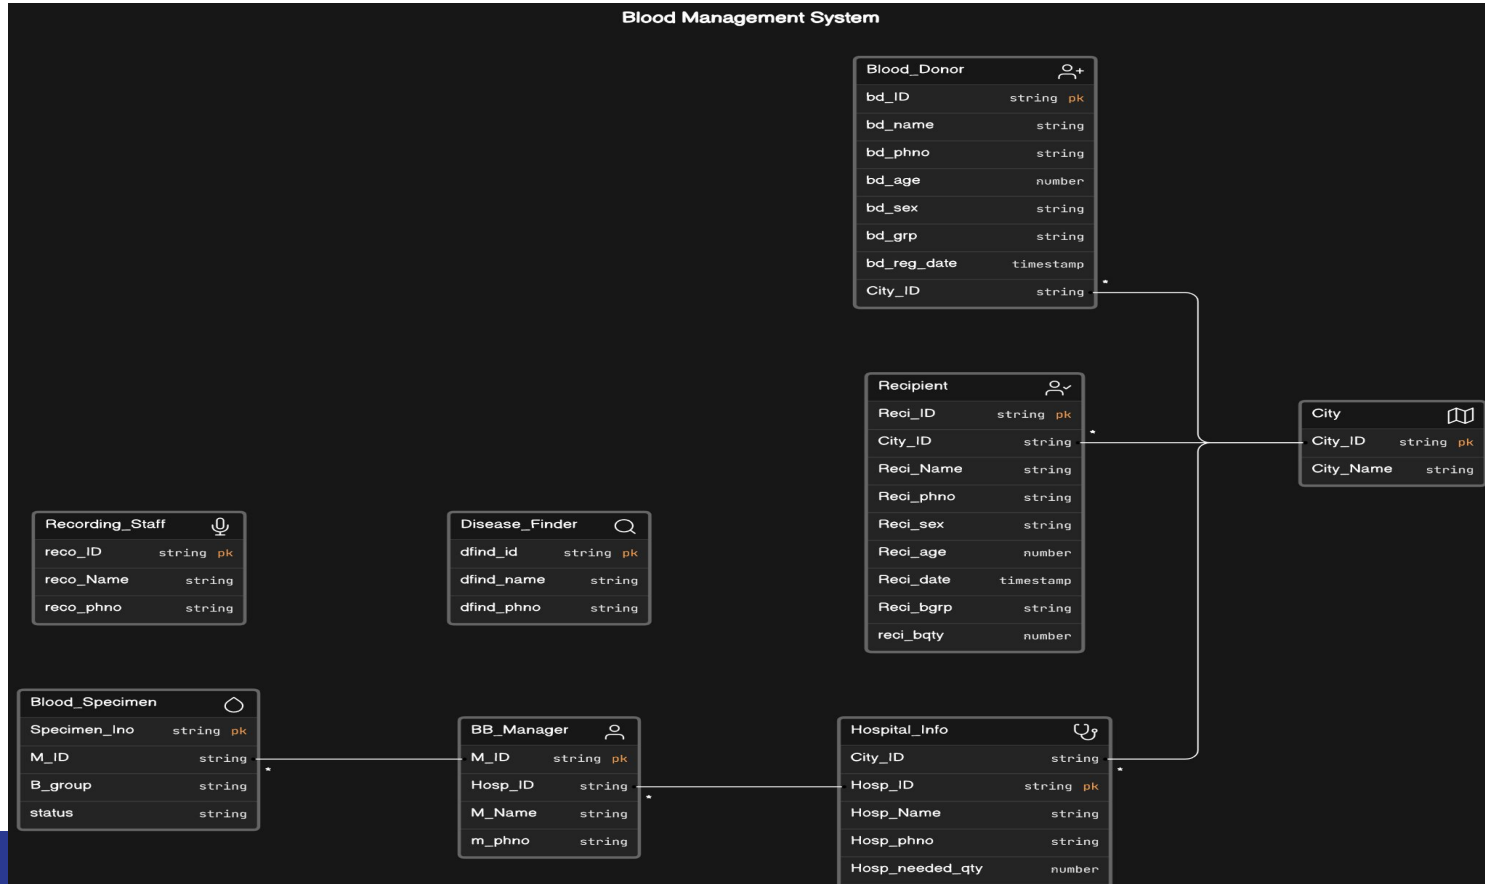 Blood Management System
Blood_Donor
bd_ID string pk
bd_name string
bd_phno string
bd_age number
bd_sex string
bd_grp string
bd_reg_date timestamp
City_ID string
*
Recipient
Reci_ID string pk
City_ID string
*
Reci_Name string
Reci_phno string
Reci_sex string
Reci_age number
Reci_date timestamp
Reci_bgrp string
reci_bqty number
City
City_ID string pk
City_Name string
Recording_Staff
reco_ID string pk
reco_Name string
reco_phno string
Disease_Finder
dfind_id string pk
dfind_name string
dfind_phno string
Blood_Specimen
Specimen_Ino string pk
M_ID string
*
B_group string
status string
BB_Manager
M_ID string pk
Hosp_ID string
*
M_Name string
m_phno string
Hospital_Info
City_ID string
*
Hosp_ID string pk
Hosp_Name string
Hosp_phno string
Hosp_needed_qty number